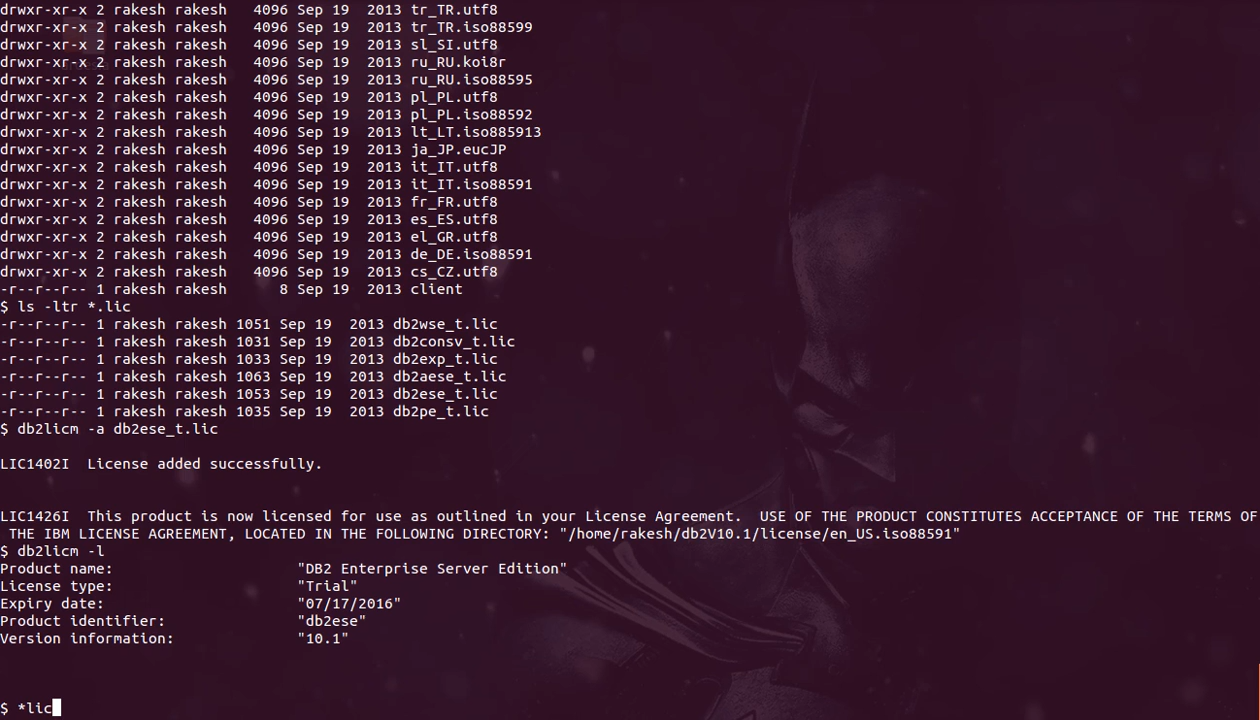 drwxr-xr-x 2 rakesh rakesh   4096 Sep 19  2013 tr_TR.utf8
drwxr-xr-x 2 rakesh rakesh   4096 Sep 19  2013 tr_TR.iso88599
drwxr-xr-x 2 rakesh rakesh   4096 Sep 19  2013 sl_SI.utf8
drwxr-xr-x 2 rakesh rakesh   4096 Sep 19  2013 ru_RU.koi8r
drwxr-xr-x 2 rakesh rakesh   4096 Sep 19  2013 ru_RU.iso88595
drwxr-xr-x 2 rakesh rakesh   4096 Sep 19  2013 pl_PL.utf8
drwxr-xr-x 2 rakesh rakesh   4096 Sep 19  2013 pl_PL.iso88592
drwxr-xr-x 2 rakesh rakesh   4096 Sep 19  2013 lt_LT.iso885913
drwxr-xr-x 2 rakesh rakesh   4096 Sep 19  2013 ja_JP.eucJP
drwxr-xr-x 2 rakesh rakesh   4096 Sep 19  2013 it_IT.utf8
drwxr-xr-x 2 rakesh rakesh   4096 Sep 19  2013 it_IT.iso88591
drwxr-xr-x 2 rakesh rakesh   4096 Sep 19  2013 fr_FR.utf8
drwxr-xr-x 2 rakesh rakesh   4096 Sep 19  2013 es_ES.utf8
drwxr-xr-x 2 rakesh rakesh   4096 Sep 19  2013 el_GR.utf8
drwxr-xr-x 2 rakesh rakesh   4096 Sep 19  2013 de_DE.iso88591
drwxr-xr-x 2 rakesh rakesh   4096 Sep 19  2013 cs_CZ.utf8
-r--r--r-- 1 rakesh rakesh      8 Sep 19  2013 client
$ ls -ltr *.lic
-r--r--r-- 1 rakesh rakesh 1051 Sep 19  2013 db2wse_t.lic
-r--r--r-- 1 rakesh rakesh 1031 Sep 19  2013 db2consv_t.lic
-r--r--r-- 1 rakesh rakesh 1033 Sep 19  2013 db2exp_t.lic
-r--r--r-- 1 rakesh rakesh 1063 Sep 19  2013 db2aese_t.lic
-r--r--r-- 1 rakesh rakesh 1053 Sep 19  2013 db2ese_t.lic
-r--r--r-- 1 rakesh rakesh 1035 Sep 19  2013 db2pe_t.lic
$ db2licm -a db2ese_t.lic
LIC1402I  License added successfully.
LIC1426I  This product is now licensed for use as outlined in your License Agreement.  USE OF THE PRODUCT CONSTITUTES ACCEPTANCE OF THE TERMS OF
 THE IBM LICENSE AGREEMENT, LOCATED IN THE FOLLOWING DIRECTORY: "/home/rakesh/db2V10.1/license/en_US.iso88591"
$ db2licm -l
Product name:                     "DB2 Enterprise Server Edition"
License type:                     "Trial"
Expiry date:                      "07/17/2016"
Product identifier:               "db2ese"
Version information:              "10.1"
$ *lic